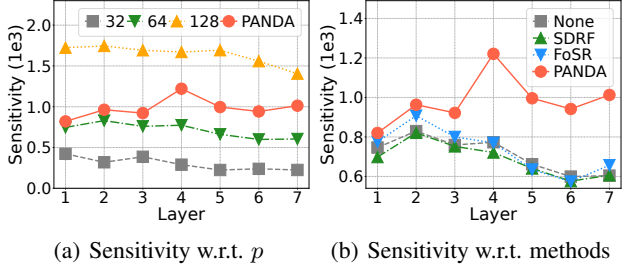 32 64 128 PANDA
Sensitivity (1e3)
2.0
1.5
1.0
0.5
0.0
1 2 3 4 5 6 7
Layer
(a) Sensitivity w.r.t. p
None
SDRF
FoSR
PANDA
Sensitivity (1e3)
1.4
1.2
1.0
0.8
0.6
1 2 3 4 5 6 7
Layer
(b) Sensitivity w.r.t. methods